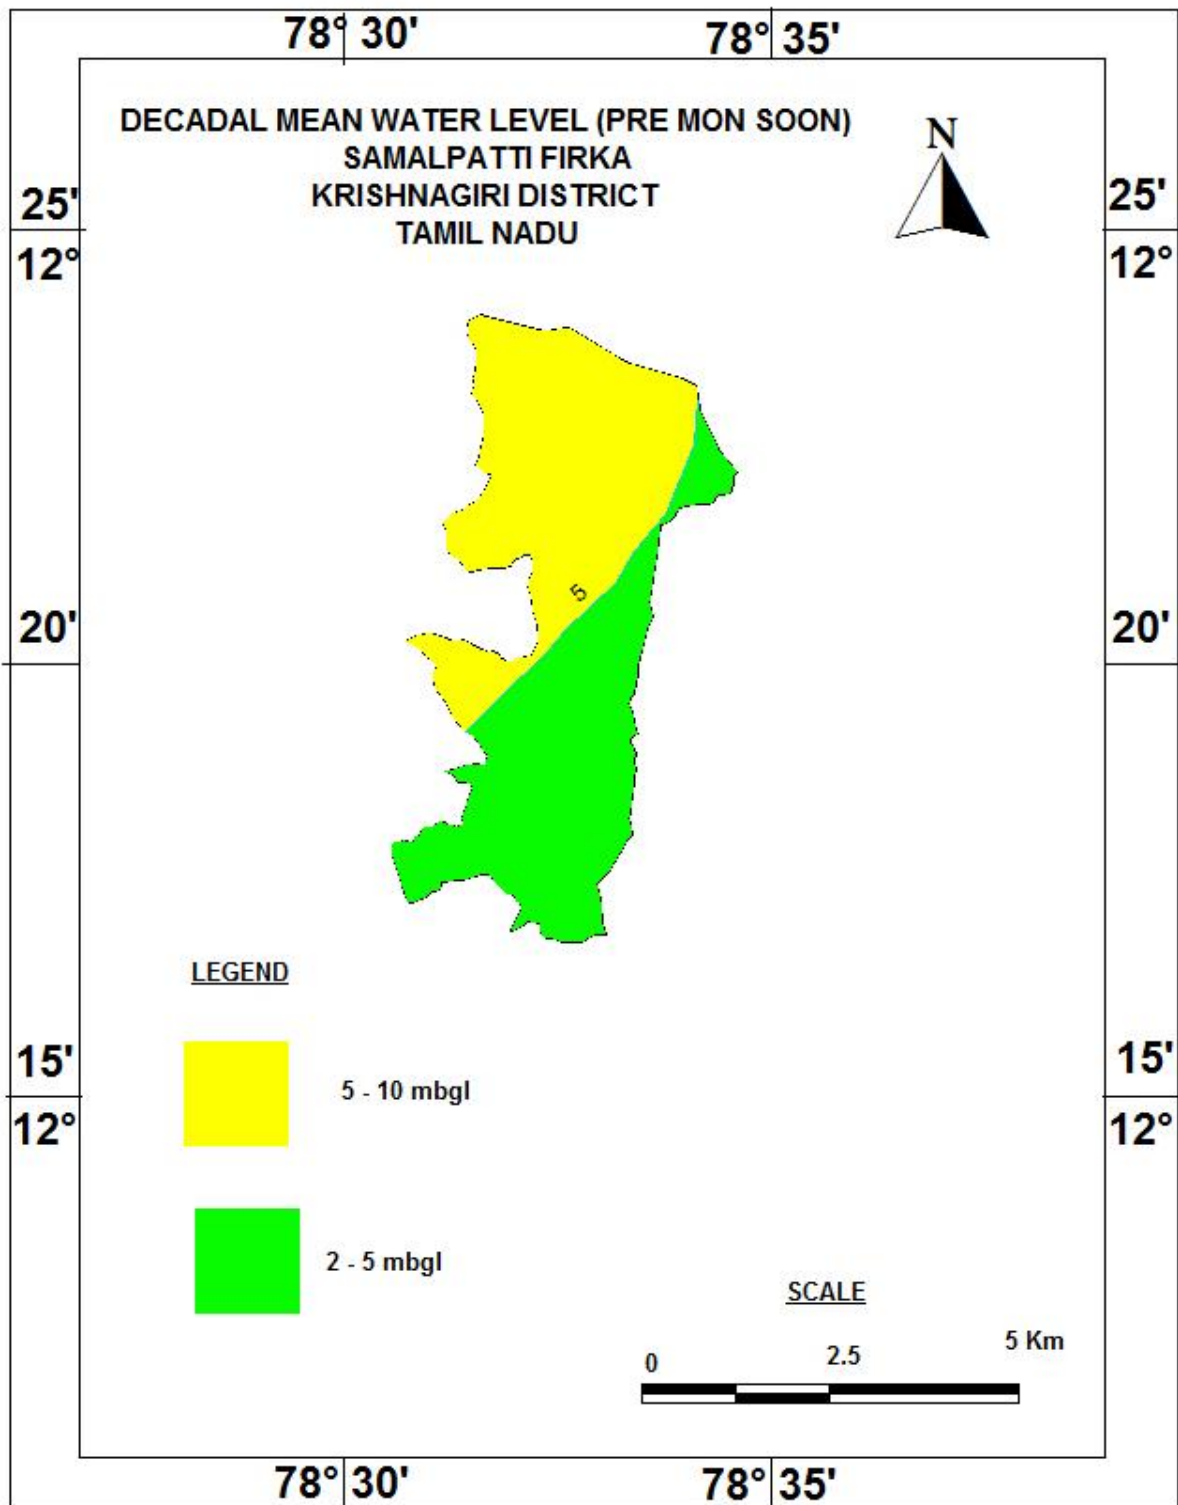 78° 30'
78° 35'
DECADAL MEAN WATER LEVEL (PRE MON SOON)
SAMALPATTI FIRKA
KRISHNAGIRI DISTRICT
TAMIL NADU
N
25'
12°
25'
12°
5
20'
20'
LEGEND
15'
12°
15'
12°
5 - 10 mbgl
2 - 5 mbgl
SCALE
0
2.5
5 Km
78° 30'
78° 35'